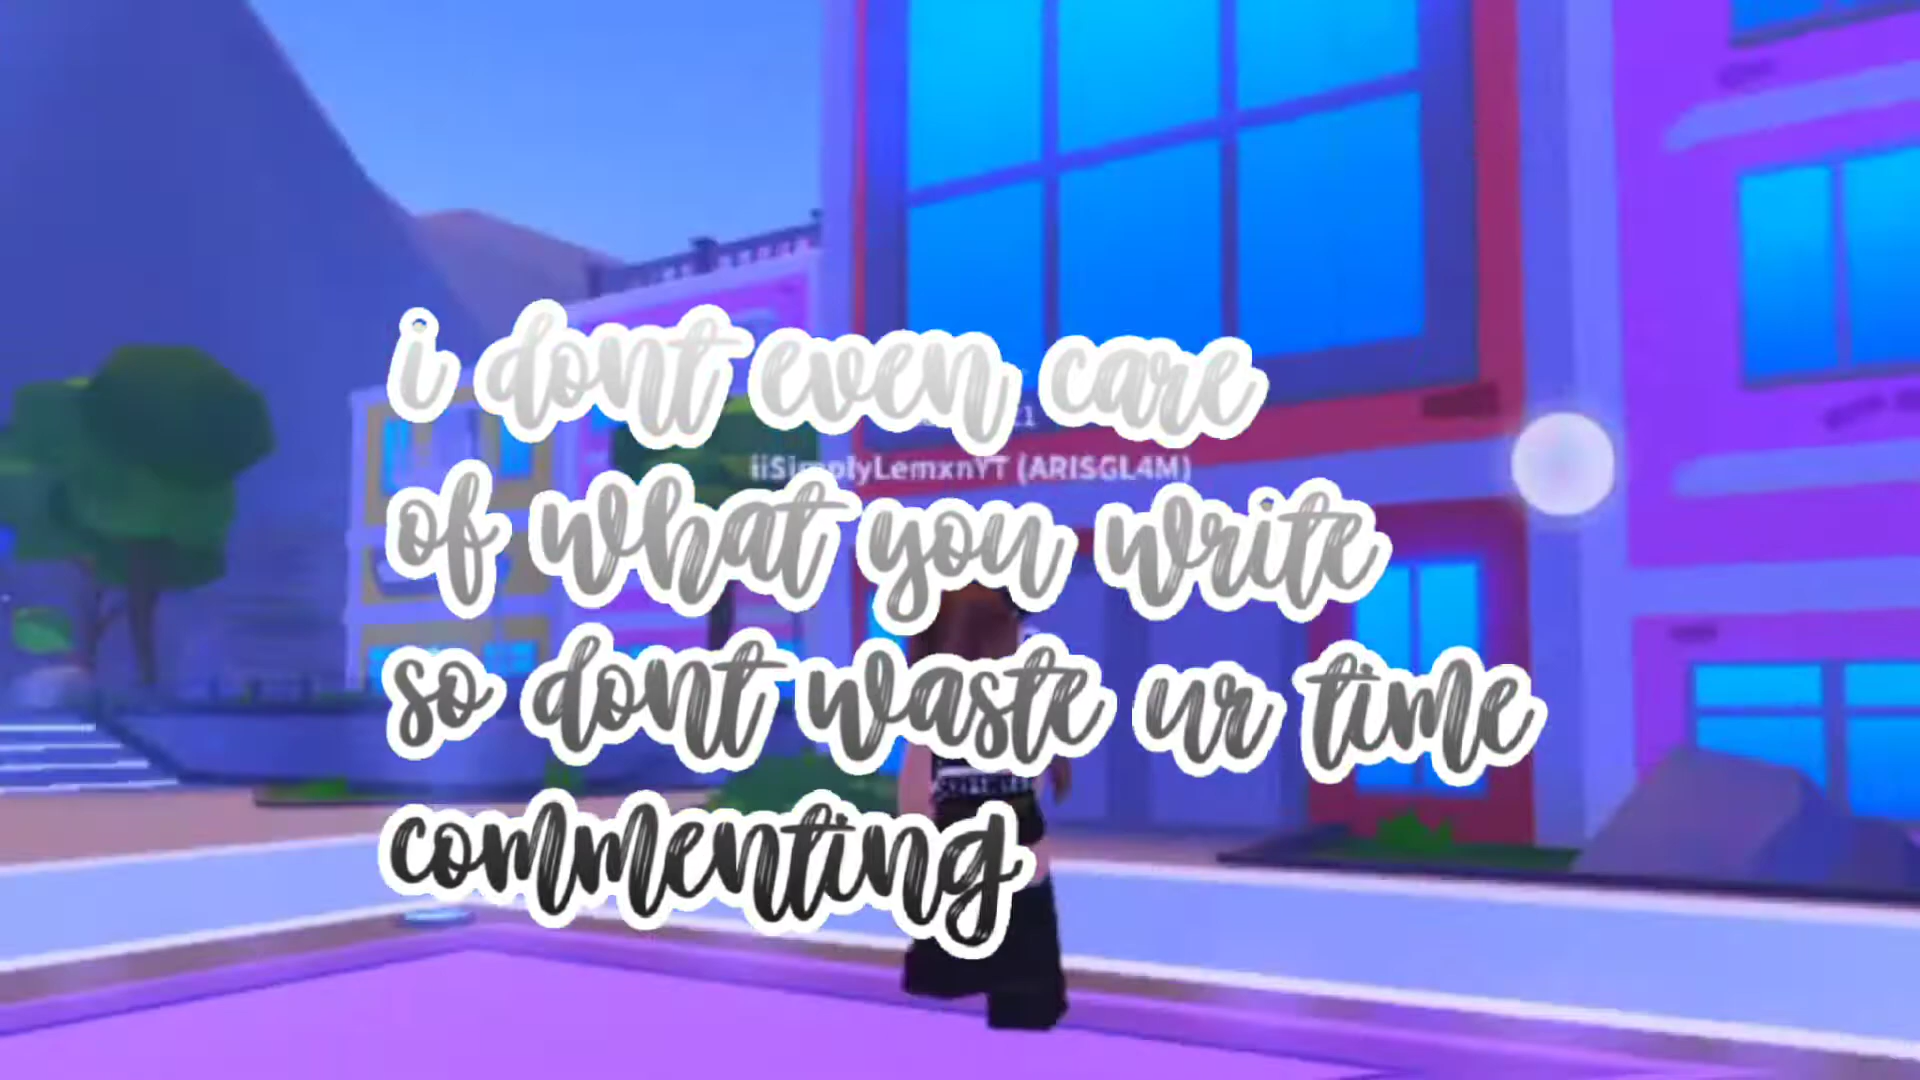 i dont even care
iiSimplyLemxnYT (ARISGL4M)
of what you write
so dont waste ur time
commenting